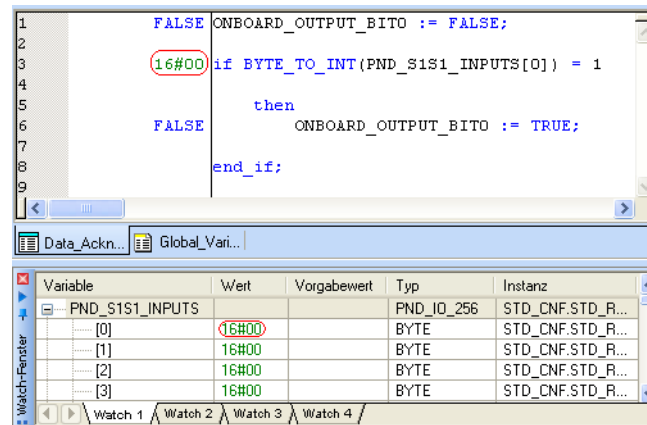 1 FALSE ONBOARD_OUTPUT_BIT0 := FALSE;
2
3 16#00 if BYTE_TO_INT(PND_S1S1_INPUTS[0]) = 1
4
5 then
6 FALSE ONBOARD_OUTPUT_BIT0 := TRUE;
7
8 end_if;
9
Data_Ackn... Global_Vari...
Variable Wert Vorgabewert Typ Instanz
PND_S1S1_INPUTS PND_IO_256 STD_CNF.STD_R...
[0] 16#00 BYTE STD_CNF.STD_R...
[1] 16#00 BYTE STD_CNF.STD_R...
[2] 16#00 BYTE STD_CNF.STD_R...
[3] 16#00 BYTE STD_CNF.STD_R...
Watch-Fenster
Watch 1 Watch 2 Watch 3 Watch 4